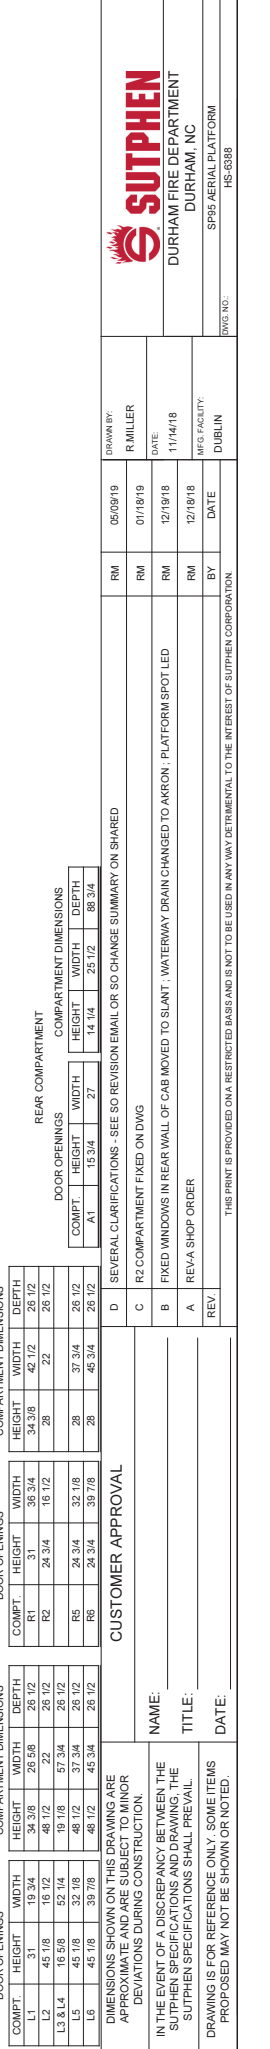 DOOR OPENINGS
COMPARTMENT DIMENSIONS
COMPT. HEIGHT WIDTH HEIGHT WIDTH DEPTH
L1 31 19 3/4 34 3/8 26 5/8 26 1/2
L2 45 1/8 16 1/2 48 1/2 22 26 1/2
L3 & L4 16 5/8 52 1/4 19 1/8 57 3/4 26 1/2
L5 45 1/8 32 1/8 48 1/2 37 3/4 26 1/2
L6 45 1/8 39 7/8 48 1/2 45 3/4 26 1/2
DOOR OPENINGS
COMPARTMENT DIMENSIONS
COMPT. HEIGHT WIDTH HEIGHT WIDTH DEPTH
R1 31 36 3/4 34 3/8 42 1/2 26 1/2
R2 24 3/4 16 1/2 28 22 26 1/2
R5 24 3/4 32 1/8 28 37 3/4 26 1/2
R6 24 3/4 39 7/8 28 45 3/4 26 1/2
REAR COMPARTMENT
DOOR OPENINGS
COMPARTMENT DIMENSIONS
COMPT. HEIGHT WIDTH HEIGHT WIDTH DEPTH
A1 15 3/4 27 14 1/4 25 1/2 88 3/4
DIMENSIONS SHOWN ON THIS DRAWING ARE
APPROXIMATE AND ARE SUBJECT TO MINOR
DEVIATIONS DURING CONSTRUCTION.
IN THE EVENT OF A DISCREPANCY BETWEEN THE
SUTPHEN SPECIFICATIONS AND DRAWING, THE
SUTPHEN SPECIFICATIONS SHALL PREVAIL.
DRAWING IS FOR REFERENCE ONLY. SOME ITEMS
PROPOSED MAY NOT BE SHOWN OR NOTED.
CUSTOMER APPROVAL
NAME:
TITLE:
DATE:
D SEVERAL CLARIFICATIONS - SEE SO REVISION EMAIL OR SO CHANGE SUMMARY ON SHARED RM 05/09/19
C R2 COMPARTMENT FIXED ON DWG RM 01/18/19
B FIXED WINDOWS IN REAR WALL OF CAB MOVED TO SLANT ; WATERWAY DRAIN CHANGED TO AKRON ; PLATFORM SPOT LED RM 12/19/18
A REV-A SHOP ORDER RM 12/18/18
REV. BY DATE
THIS PRINT IS PROVIDED ON A RESTRICTED BASIS AND IS NOT TO BE USED IN ANY WAY DETRIMENTAL TO THE INTEREST OF SUTPHEN CORPORATION.
DRAWN BY:
R.MILLER
DATE:
11/14/18
MFG. FACILITY:
DUBLIN
SUTPHEN
DURHAM FIRE DEPARTMENT
DURHAM, NC
SP95 AERIAL PLATFORM
DWG. NO.:
HS-6388